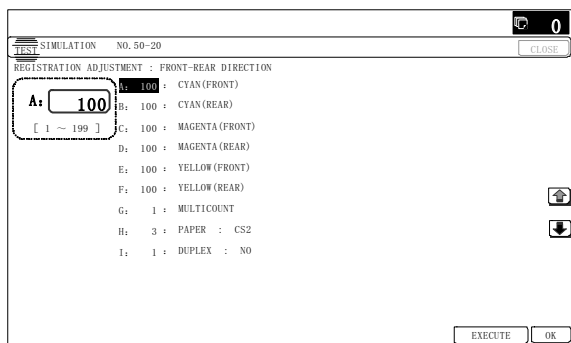 0
TEST SIMULATION NO.50-20
CLOSE
REGISTRATION ADJUSTMENT : FRONT-REAR DIRECTION
A: 100
[ 1 ～ 199 ]
A: 100 : CYAN(FRONT)
B: 100 : CYAN(REAR)
C: 100 : MAGENTA(FRONT)
D: 100 : MAGENTA(REAR)
E: 100 : YELLOW(FRONT)
F: 100 : YELLOW(REAR)
G: 1 : MULTICOUNT
H: 3 : PAPER : CS2
I: 1 : DUPLEX : NO
EXECUTE OK